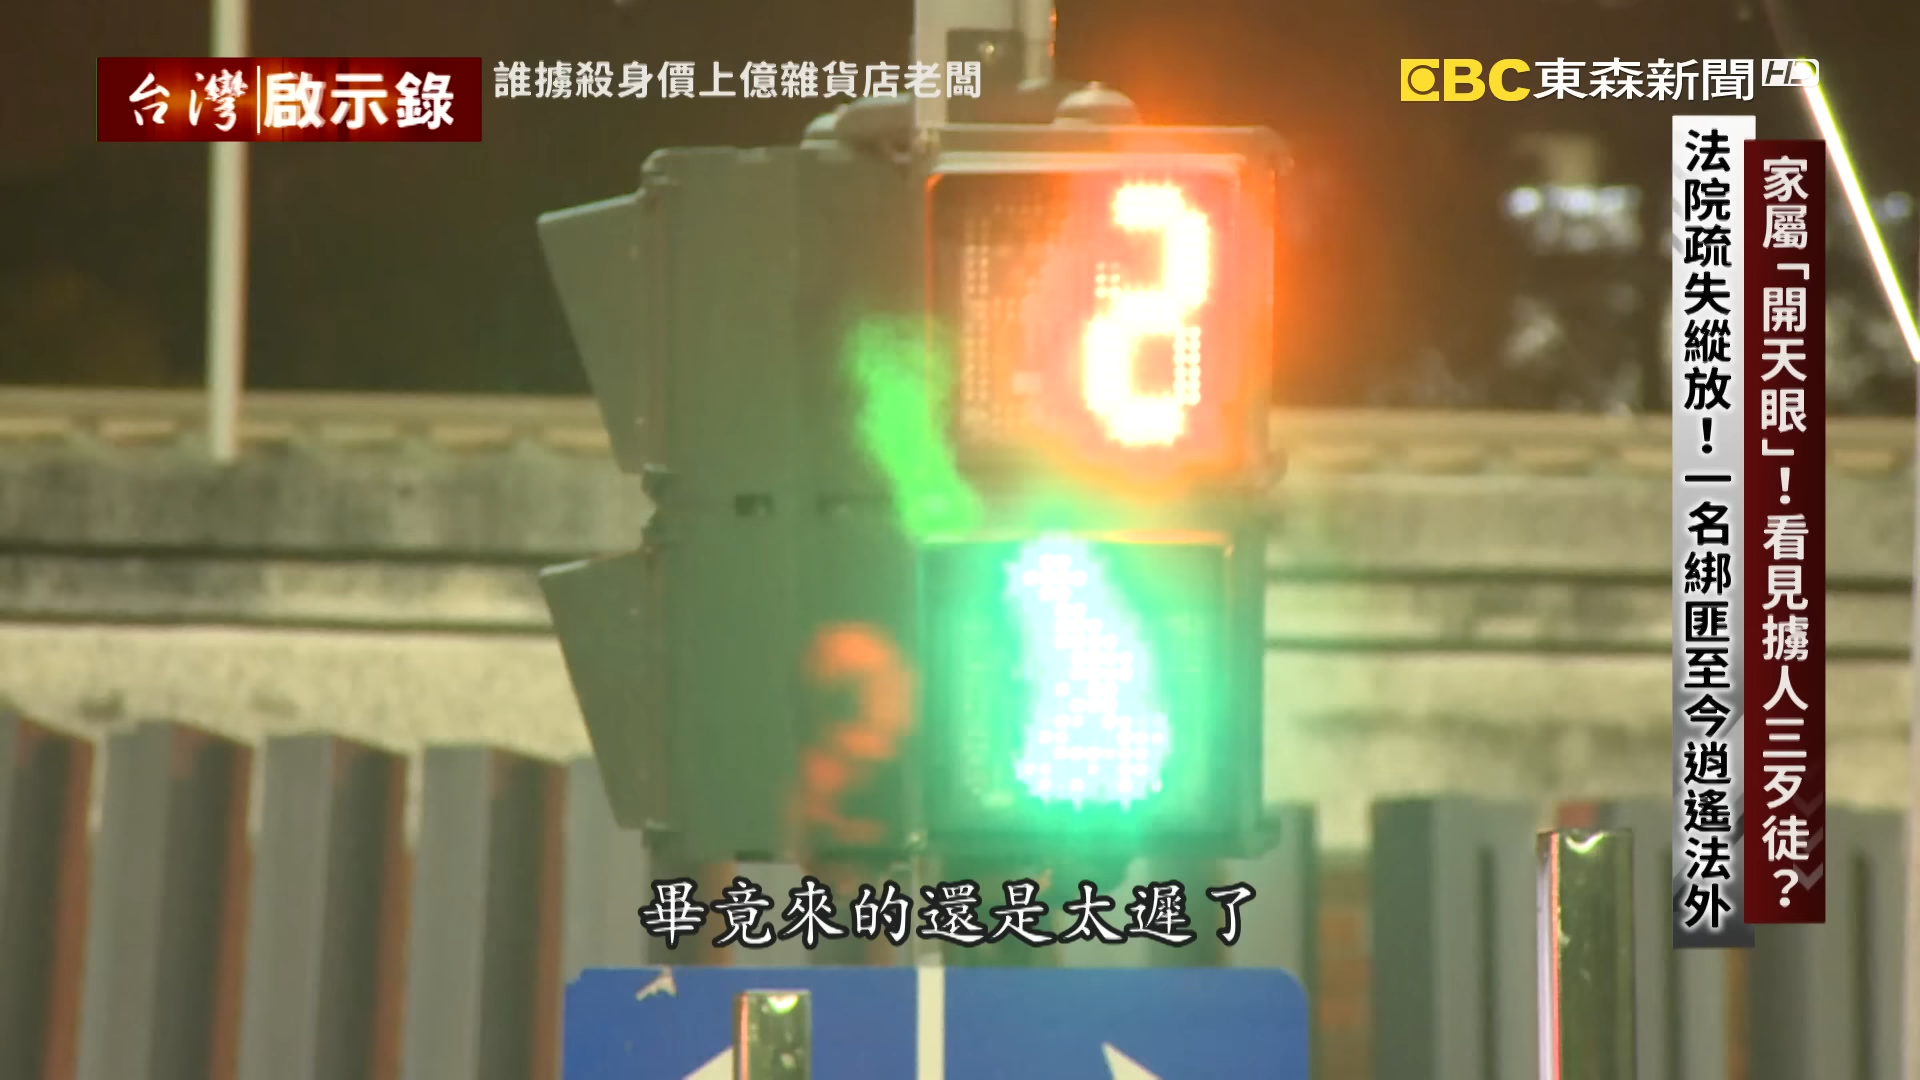 台灣啟示錄
誰擄殺身價上億雜貨店老闆
EBC東森新聞HD
家屬「開天眼」!看見擄人三歹徒?
法院疏失縱放!一名綁匪至今逍遙法外
畢竟來的還是太遲了